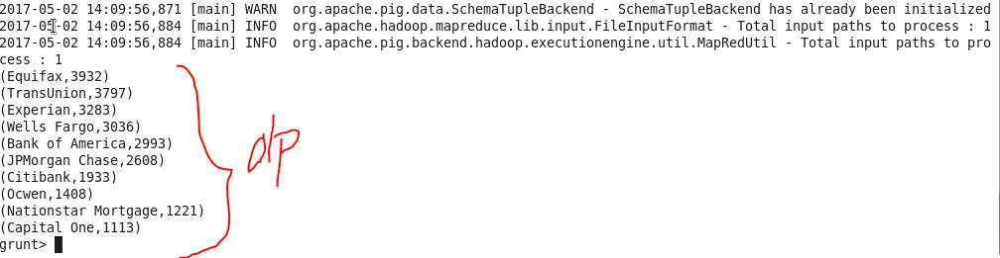 2017-05-02 14:09:56,871 [main] WARN  org.apache.pig.data.SchemaTupleBackend - SchemaTupleBackend has already been initialized
2017-05-02 14:09:56,884 [main] INFO  org.apache.hadoop.mapreduce.lib.input.FileInputFormat - Total input paths to process : 1
2017-05-02 14:09:56,884 [main] INFO  org.apache.pig.backend.hadoop.executionengine.util.MapRedUtil - Total input paths to pro
cess : 1
(Equifax,3932)
(TransUnion,3797)
(Experian,3283)
(Wells Fargo,3036)
(Bank of America,2993)
(JPMorgan Chase,2608)
(Citibank,1933)
(Ocwen,1408)
(Nationstar Mortgage,1221)
(Capital One,1113)
grunt>
o/P